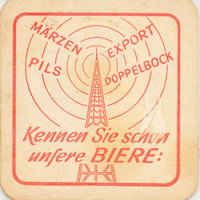 MÄRZEN
EXPORT
PILS
DOPPELBOCK
Kennen Sie schon
unsere BIERE: